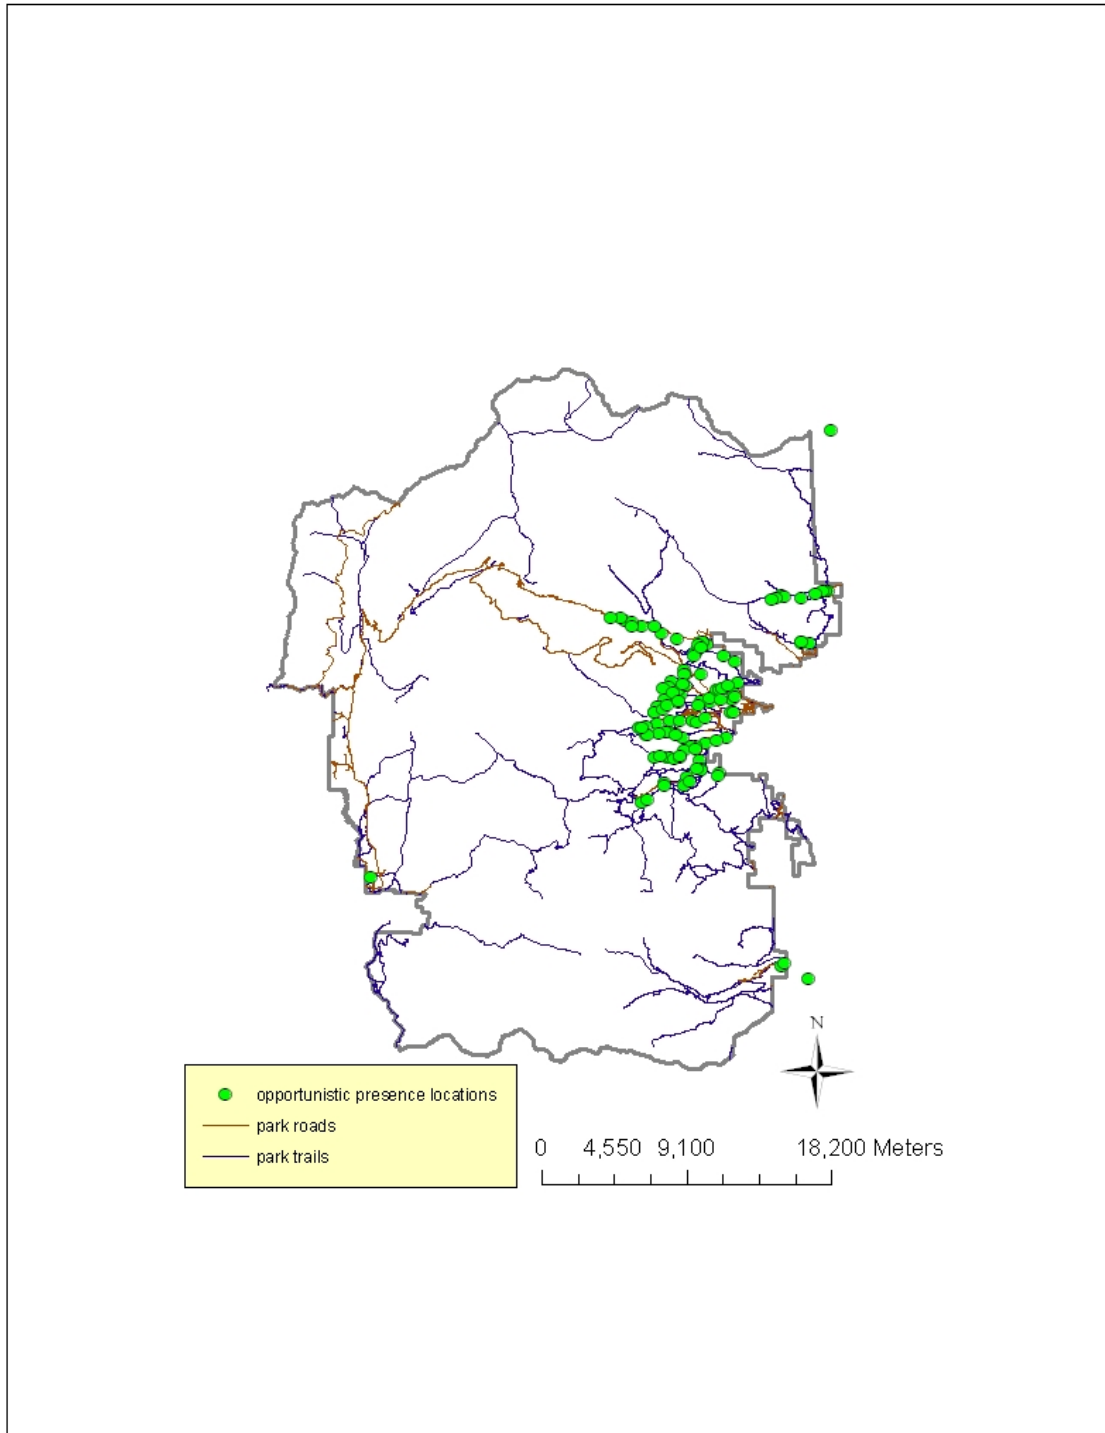 N
opportunistic presence locations
park roads
park trails
0 4,550 9,100 18,200 Meters